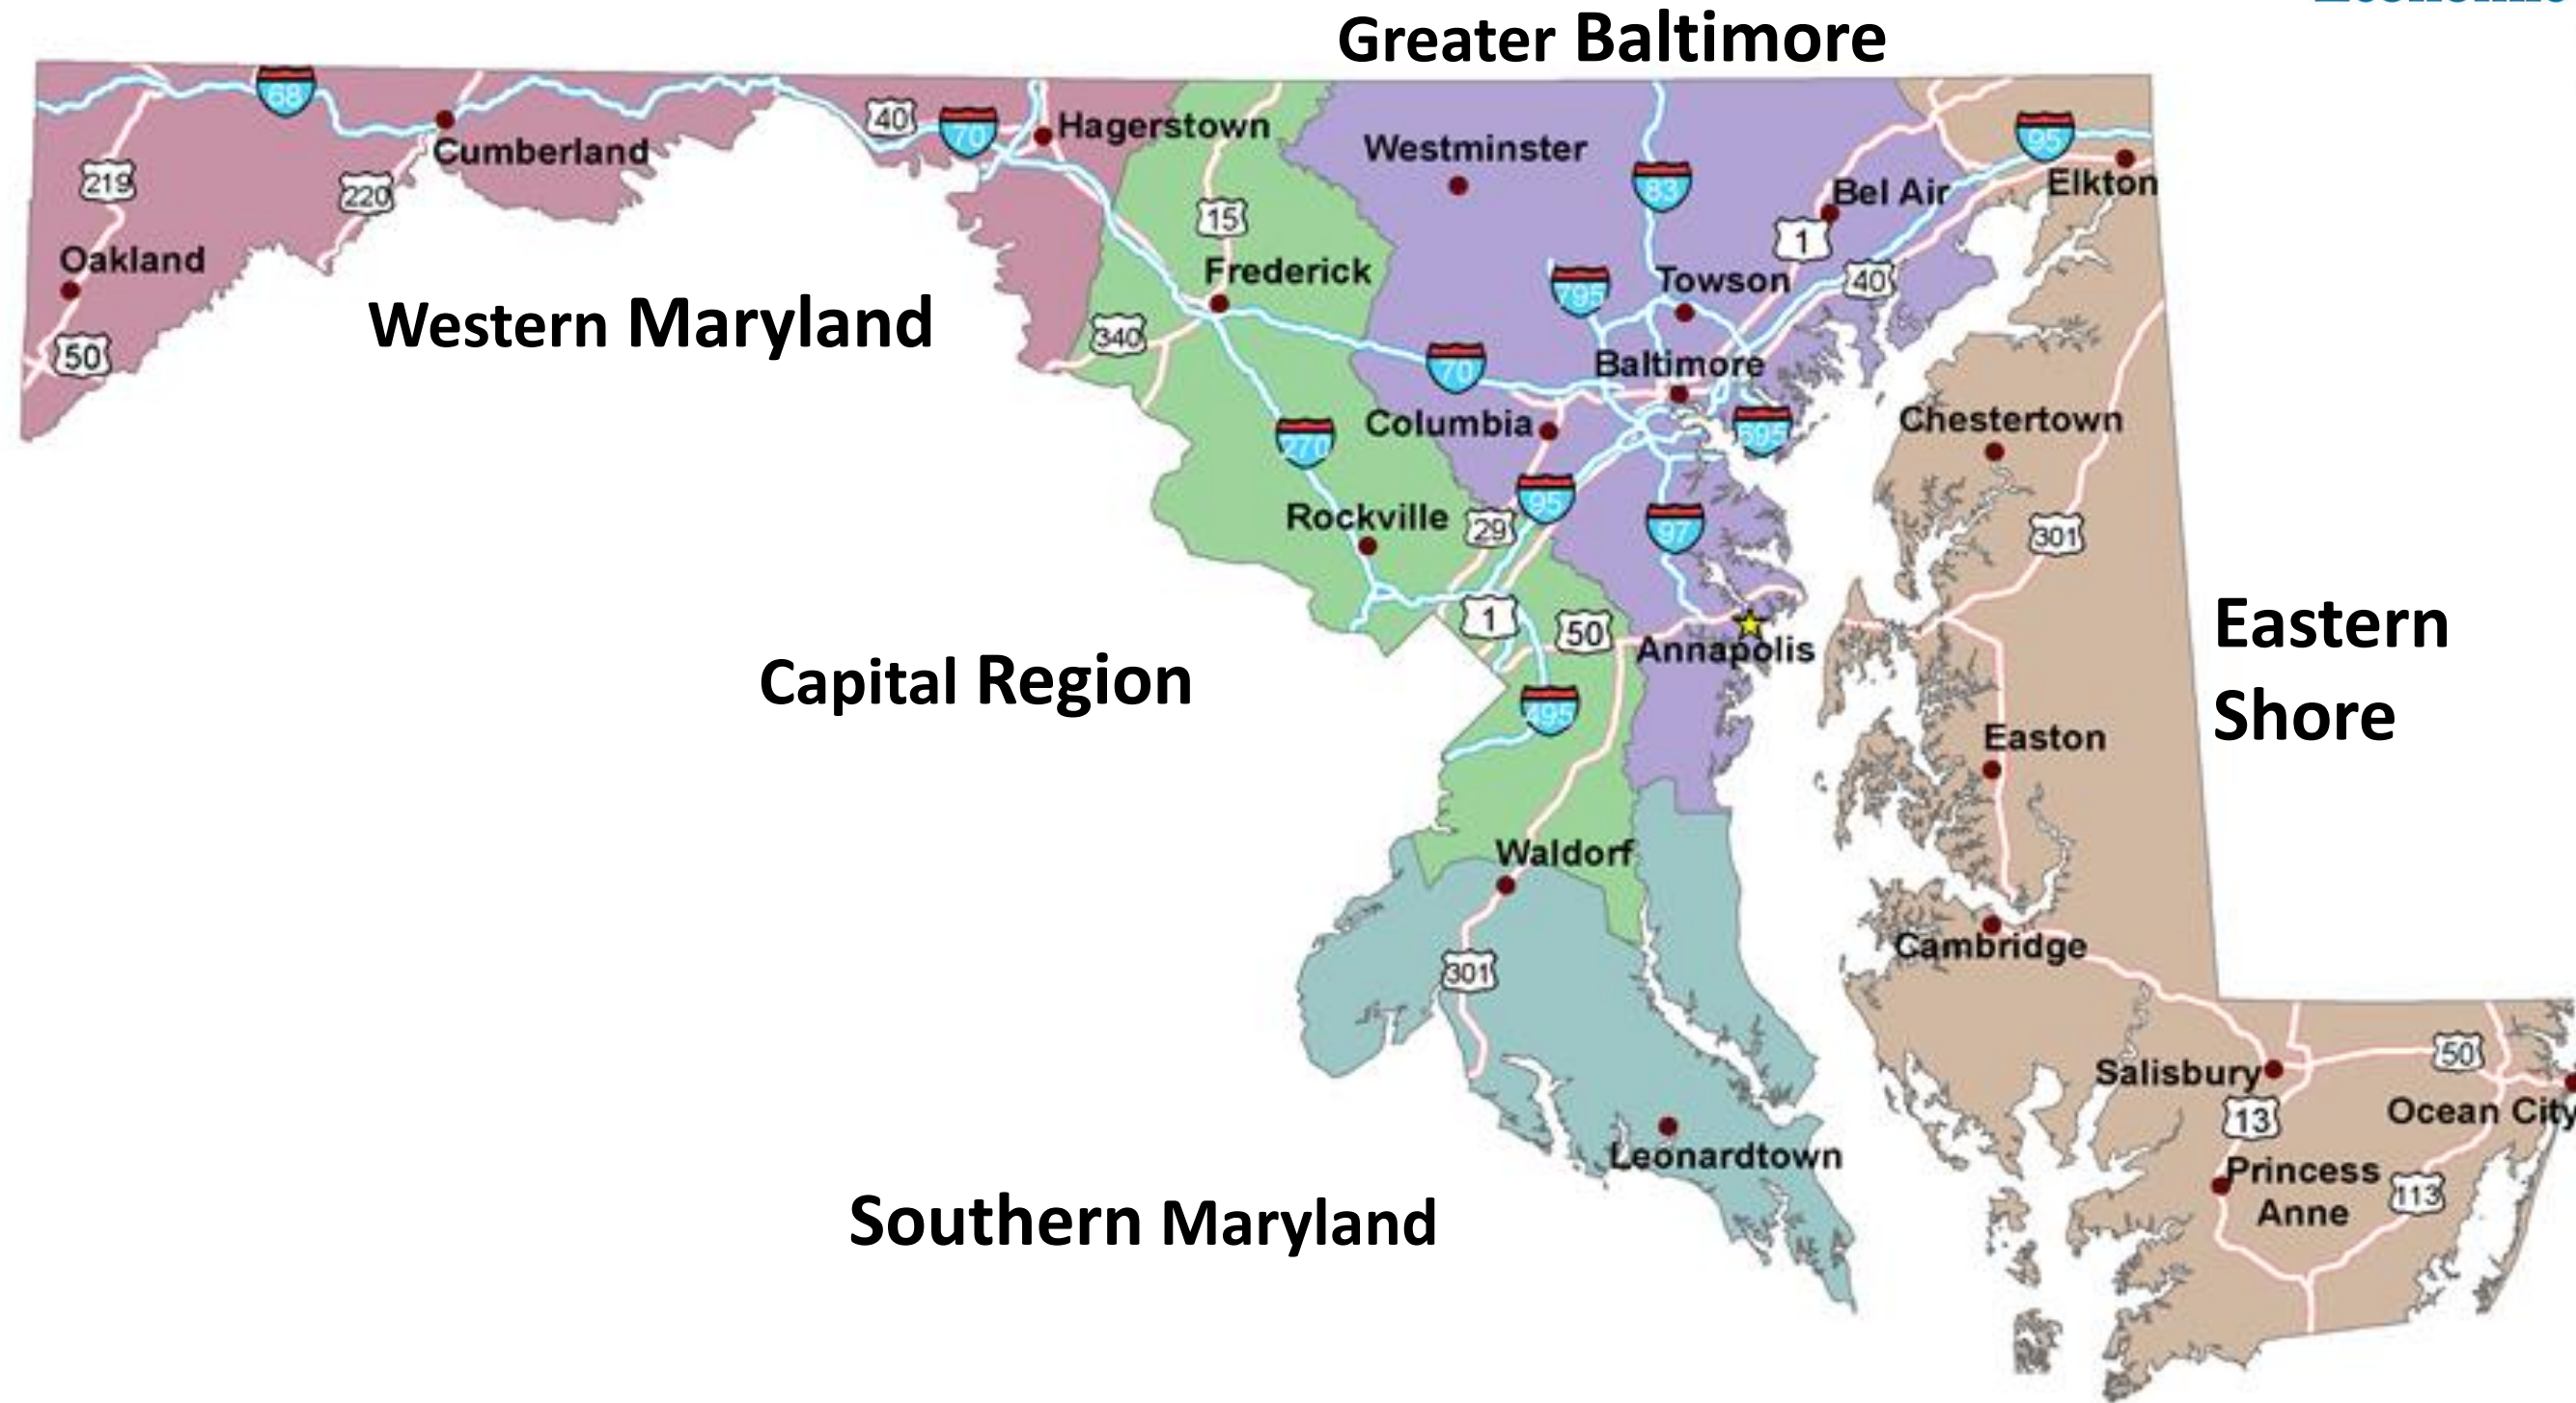 Greater Baltimore
68
40
70
Hagerstown
Cumberland
Westminster
95
Elkton
219
220
83
Bel Air
15
1
Oakland
Frederick
795
Towson
40
Western Maryland
340
50
Baltimore
70
Columbia
695
Chestertown
270
95
Rockville
29
97
301
1
50
Annapolis
Eastern
Shore
Capital Region
495
Easton
Waldorf
Cambridge
301
50
Salisbury
13
Ocean City
Leonardtown
Princess
Anne
113
Southern Maryland